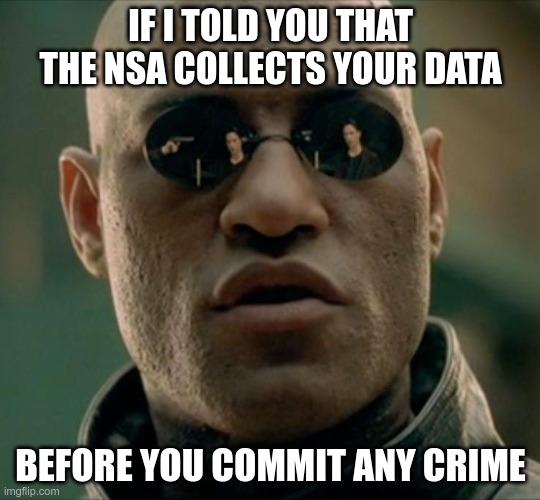 IF I TOLD YOU THAT
THE NSA COLLECTS YOUR DATA
BEFORE YOU COMMIT ANY CRIME
imgflip.com